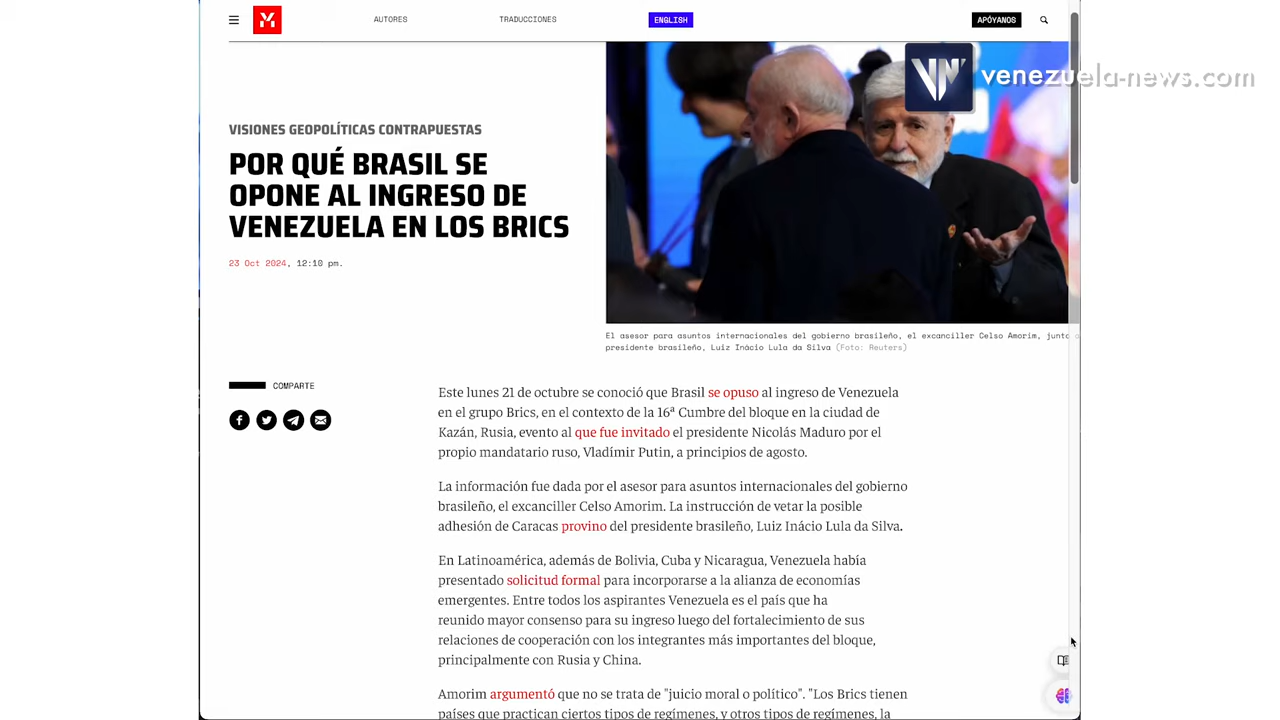 AUTORES
TRADUCCIONES
ENGLISH
APÓYANOS
venezuela-news.com
VISIONES GEOPOLÍTICAS CONTRAPUESTAS
POR QUÉ BRASIL SE
OPONE AL INGRESO DE
VENEZUELA EN LOS BRICS
23 Oct 2024, 12:10 pm.
El asesor para asuntos internacionales del gobierno brasileño, el excanciller Celso Amorim, junto
presidente brasileño, Luiz Inácio Lula da Silva (Foto: Reuters)
COMPARTE
Este lunes 21 de octubre se conoció que Brasil se opuso al ingreso de Venezuela
en el grupo Brics, en el contexto de la 16ª Cumbre del bloque en la ciudad de
Kazán, Rusia, evento al que fue invitado el presidente Nicolás Maduro por el
propio mandatario ruso, Vladímir Putin, a principios de agosto.
La información fue dada por el asesor para asuntos internacionales del gobierno
brasileño, el excanciller Celso Amorim. La instrucción de vetar la posible
adhesión de Caracas provino del presidente brasileño, Luiz Inácio Lula da Silva.
En Latinoamérica, además de Bolivia, Cuba y Nicaragua, Venezuela había
presentado solicitud formal para incorporarse a la alianza de economías
emergentes. Entre todos los aspirantes Venezuela es el país que ha
reunido mayor consenso para su ingreso luego del fortalecimiento de sus
relaciones de cooperación con los integrantes más importantes del bloque,
principalmente con Rusia y China.
Amorim argumentó que no se trata de "juicio moral o político". "Los Brics tienen
países que practican ciertos tipos de regímenes, y otros tipos de regímenes, la